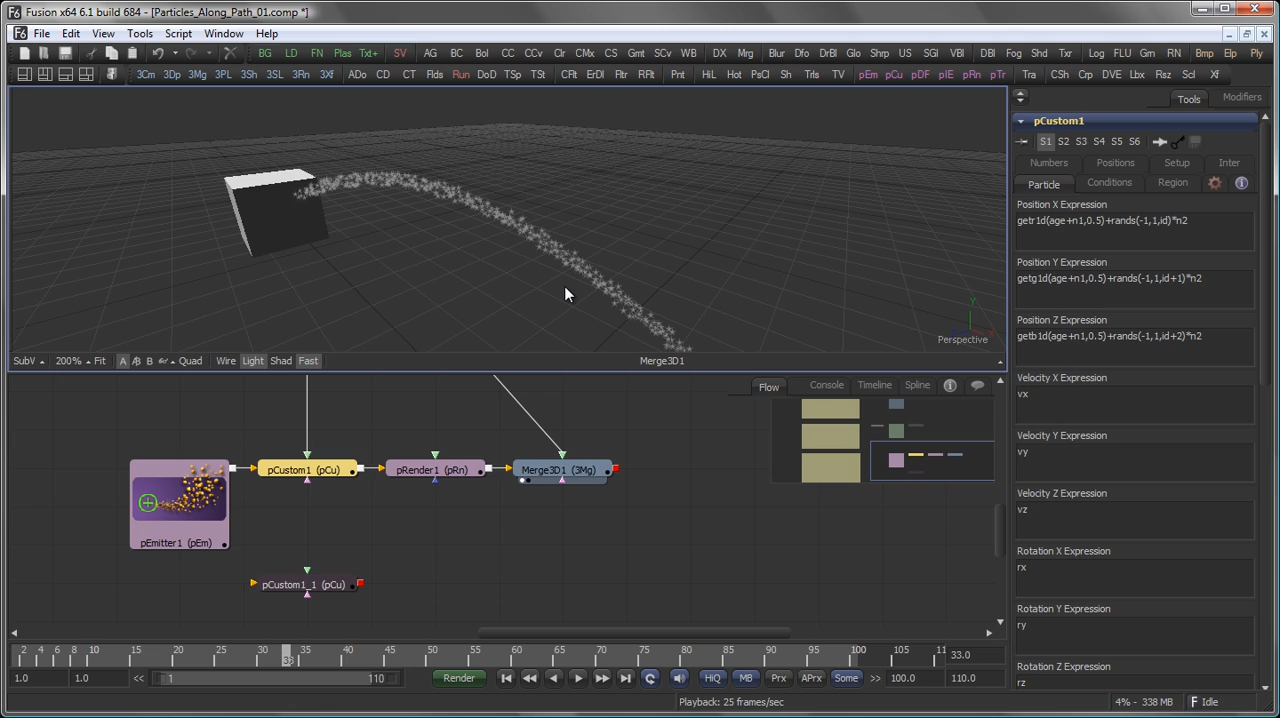 Fusion x64 6.1 build 684 - [Particles_Along_Path_01.comp *]
File Edit View Tools Script Window Help
BG LD FN Plas Txt+ SV AG BC Bol CC CCv Clr CMx CS Gmt SCv WB DX Mrg Blur Dfo DrBl Glo Shrp US SGl VBl DBl Fog Shd Txr Log FLU Gm RN Bmp Elp Ply
3Cm 3Dp 3Mg 3PL 3Sh 3SL 3Rn 3Xf ADo CD CT Flds Run DoD TSp TSt CFlt ErDl Fltr RFlt Pnt HiL Hot PsCl Sh Trls TV pEm pCu pDF pIE pRn pTr Tra CSh Crp DVE Lbx Rsz Scl Xf
Tools Modifiers
pCustom1
S1 S2 S3 S4 S5 S6
Numbers Positions Setup Inter
Particle Conditions Region
Position X Expression
getr1d(age+n1,0.5)+rands(-1,1,id)*n2
Position Y Expression
getg1d(age+n1,0.5)+rands(-1,1,id+1)*n2
Position Z Expression
getb1d(age+n1,0.5)+rands(-1,1,id+2)*n2
Velocity X Expression
vx
Velocity Y Expression
vy
Velocity Z Expression
vz
Rotation X Expression
rx
Rotation Y Expression
ry
Rotation Z Expression
rz
Y
Perspective
SubV 200% Fit A B Quad Wire Light Shad Fast Merge3D1
Flow Console Timeline Spline
pCustom1 (pCu) pRender1 (pRn) Merge3D1 (3Mg)
pEmitter1 (pEm)
pCustom1_1 (pCu)
2 4 6 8 10 15 20 25 30 33 35 40 45 50 55 60 65 70 75 80 85 90 95 100 105 11 33.0
1.0 1.0 << 1 110 Render HiQ MB Prx APrx Some >> 100.0 110.0
Playback: 25 frames/sec 4% - 338 MB Idle